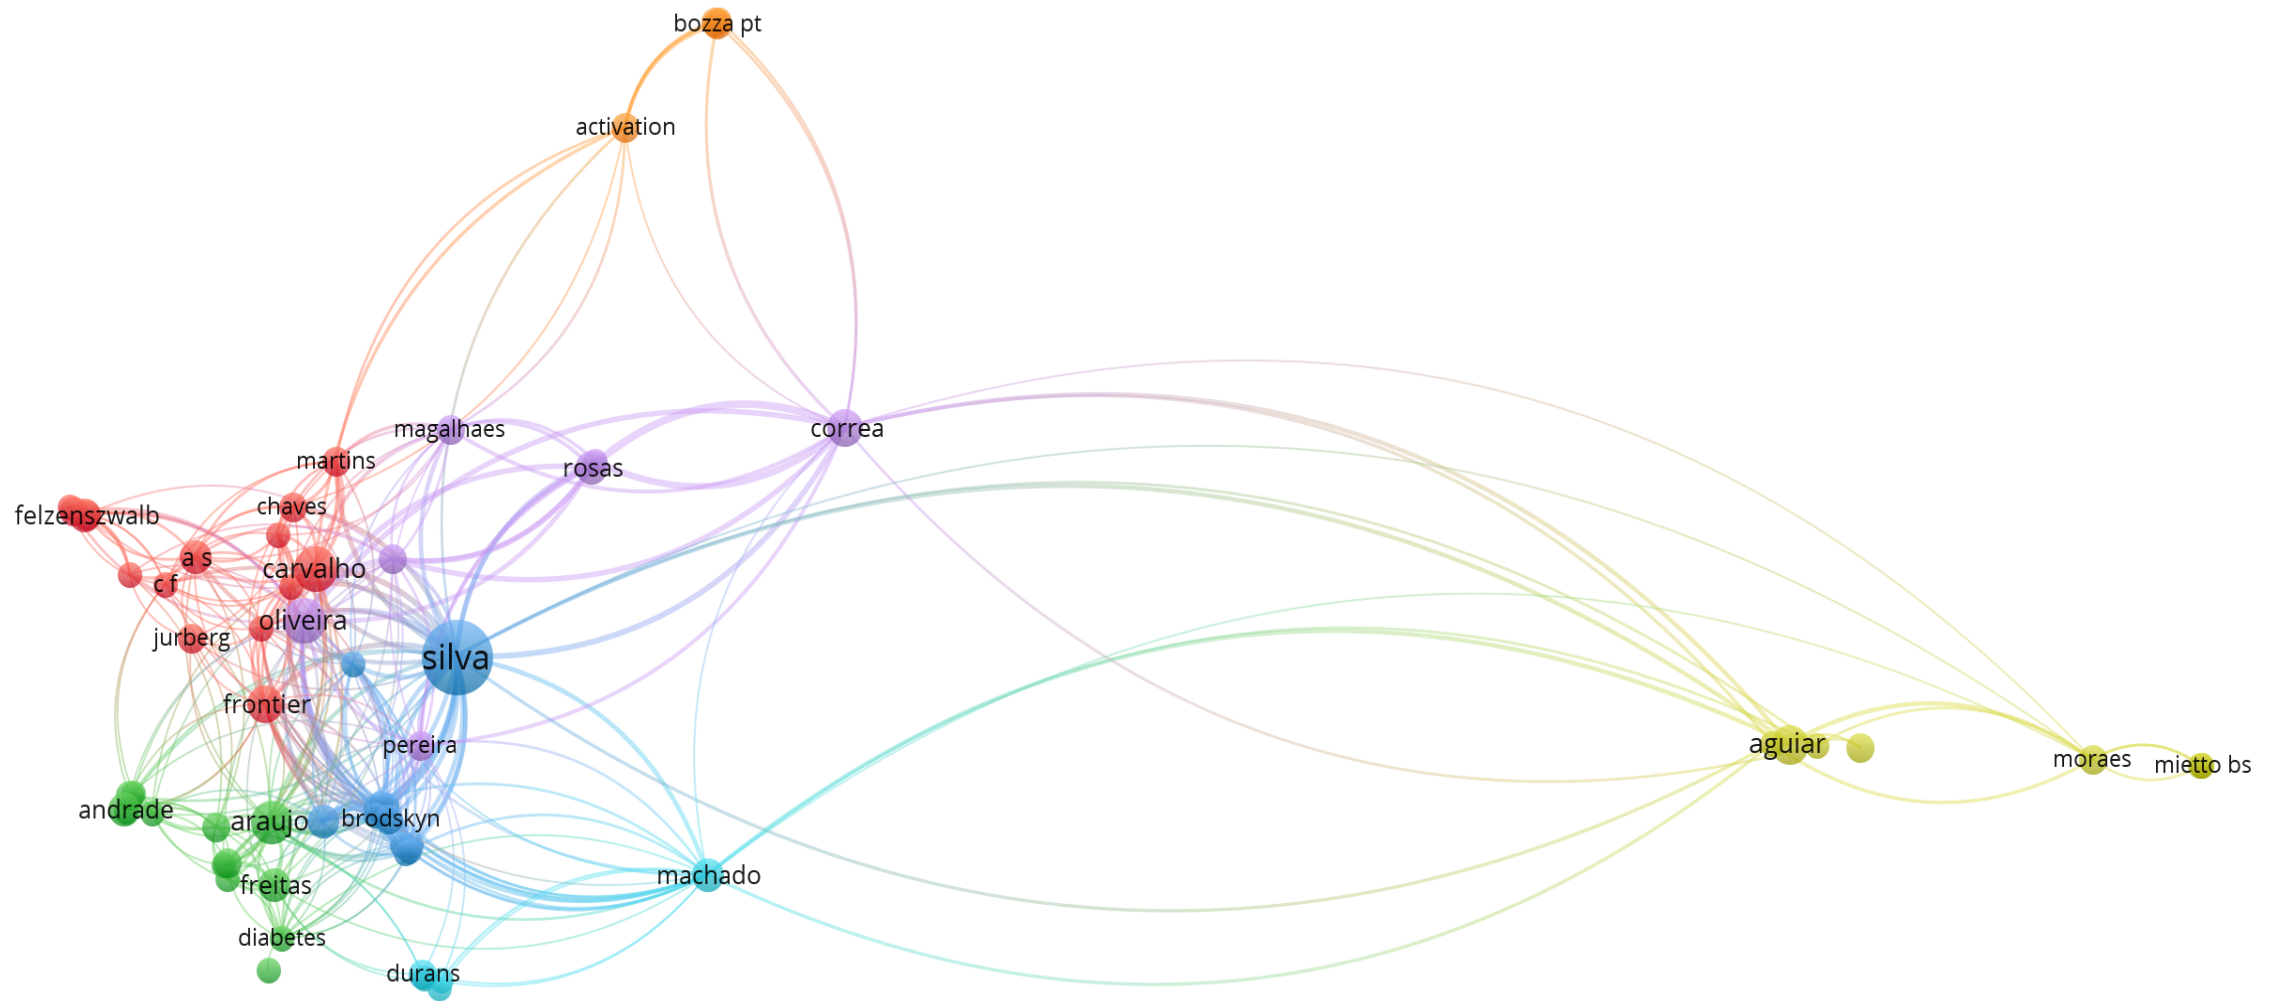 bozza pt
activation
magalhaes
correa
martins
rosas
chaves
felzenszwalb
a s
carvalho
c f
oliveira
jurberg
silva
frontier
pereira
aguiar
moraes
mietto bs
andrade
araujo
brodskyn
machado
freitas
diabetes
durans